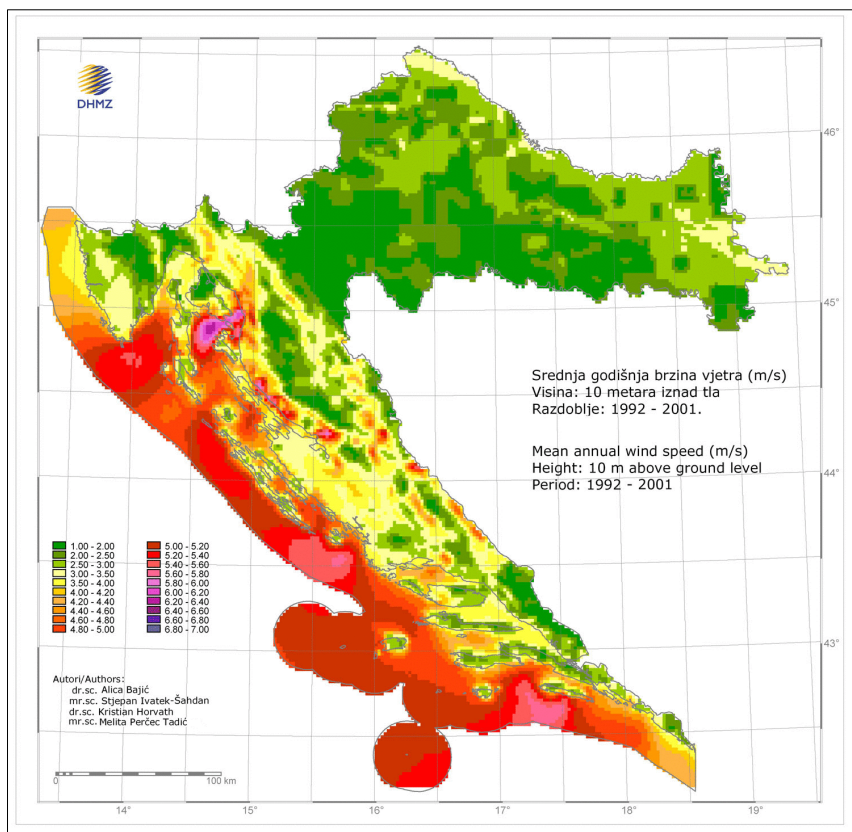 DHMZ
46°
45°
44°
43°
Srednja godišnja brzina vjetra (m/s)
Visina: 10 metara iznad tla
Razdoblje: 1992 - 2001.
Mean annual wind speed (m/s)
Height: 10 m above ground level
Period: 1992 - 2001
1.00 - 2.00
2.00 - 2.50
2.50 - 3.00
3.00 - 3.50
3.50 - 4.00
4.00 - 4.20
4.20 - 4.40
4.40 - 4.60
4.60 - 4.80
4.80 - 5.00
5.00 - 5.20
5.20 - 5.40
5.40 - 5.60
5.60 - 5.80
5.80 - 6.00
6.00 - 6.20
6.20 - 6.40
6.40 - 6.60
6.60 - 6.80
6.80 - 7.00
Autori/Authors:
dr.sc. Alica Bajić
mr.sc. Stjepan Ivatek-Šahdan
dr.sc. Kristian Horvath
mr.sc. Melita Perčec Tadić
0 100 km
14° 15° 16° 17° 18° 19°